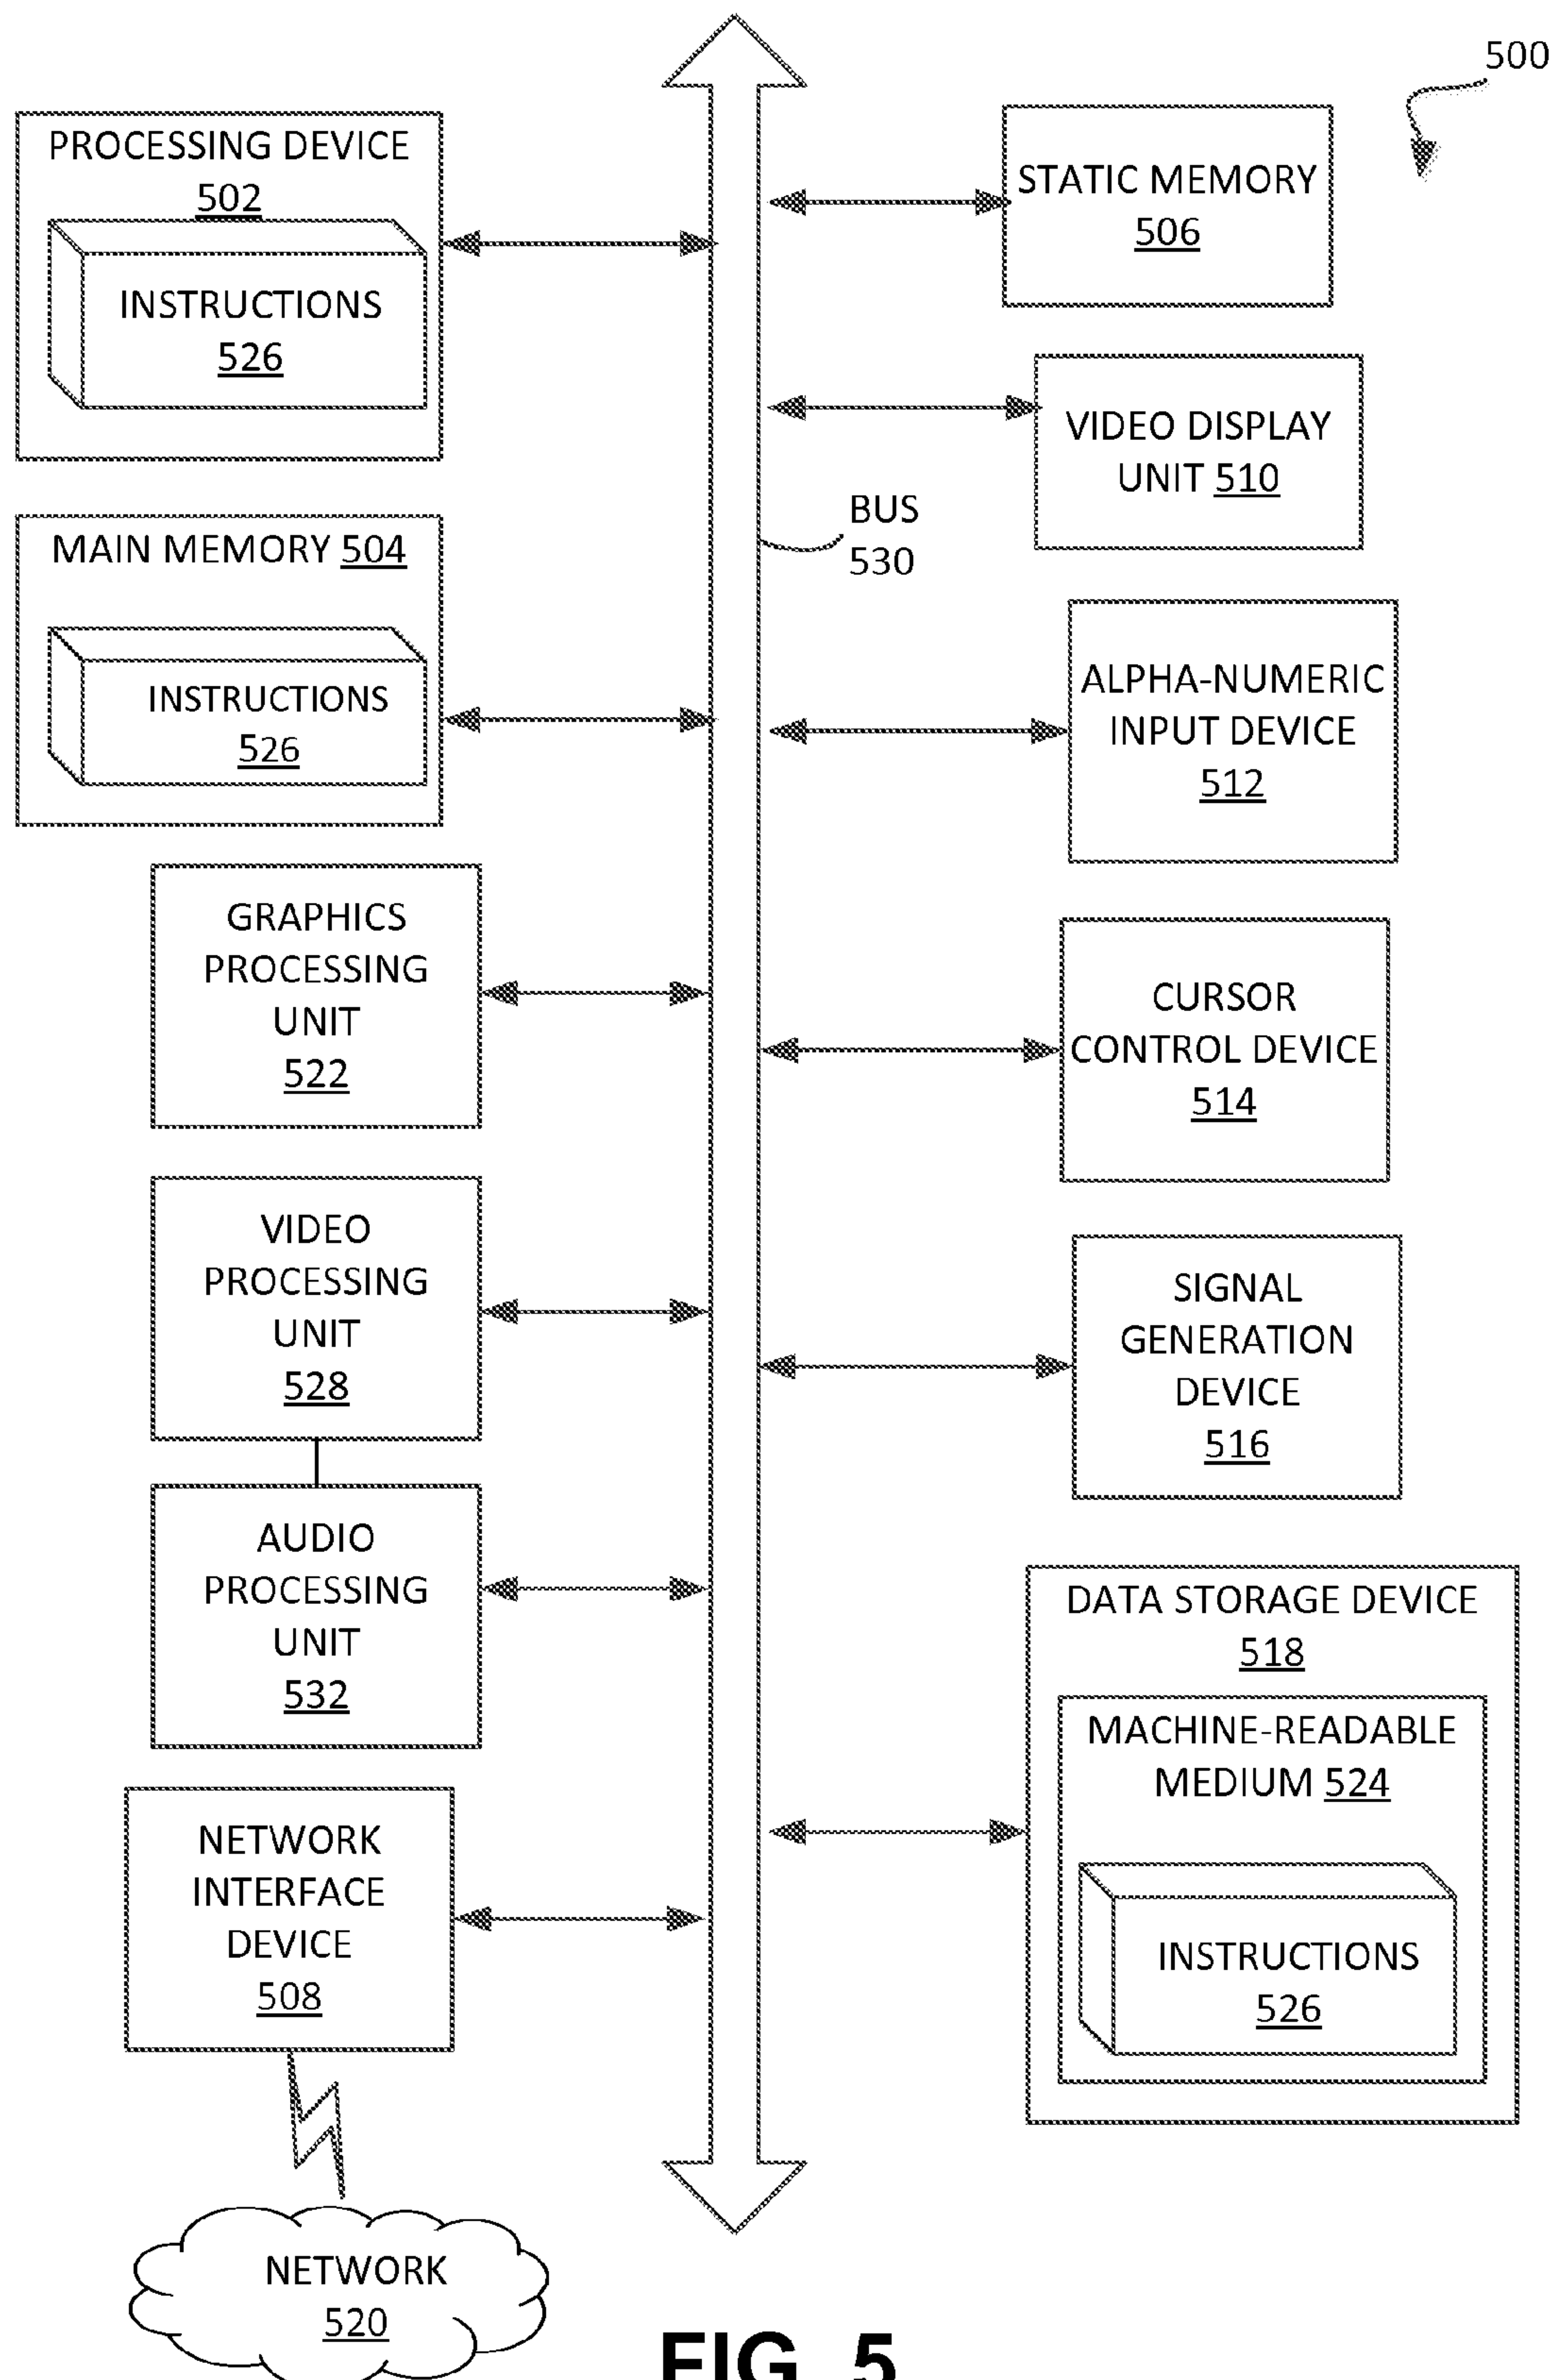 500
PROCESSING DEVICE
502
INSTRUCTIONS
526
MAIN MEMORY 504
INSTRUCTIONS
526
GRAPHICS
PROCESSING
UNIT
522
VIDEO
PROCESSING
UNIT
528
AUDIO
PROCESSING
UNIT
532
NETWORK
INTERFACE
DEVICE
508
NETWORK
520
BUS
530
STATIC MEMORY
506
VIDEO DISPLAY
UNIT 510
ALPHA-NUMERIC
INPUT DEVICE
512
CURSOR
CONTROL DEVICE
514
SIGNAL
GENERATION
DEVICE
516
DATA STORAGE DEVICE
518
MACHINE-READABLE
MEDIUM 524
INSTRUCTIONS
526
FIG. 5